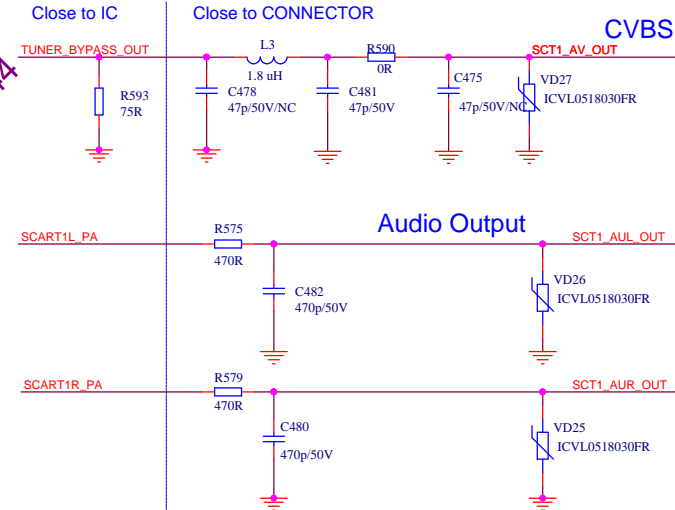 Close to IC
Close to CONNECTOR
CVBS
TUNER_BYPASS_OUT
L3
1.8 uH
R590
0R
SCT1_AV_OUT
R593
75R
C478
47p/50V/NC
C481
47p/50V
C475
47p/50V/NC
VD27
ICVL0518030FR
Audio Output
SCART1L_PA
R575
470R
SCT1_AUL_OUT
C482
470p/50V
VD26
ICVL0518030FR
SCART1R_PA
R579
470R
SCT1_AUR_OUT
C480
470p/50V
VD25
ICVL0518030FR